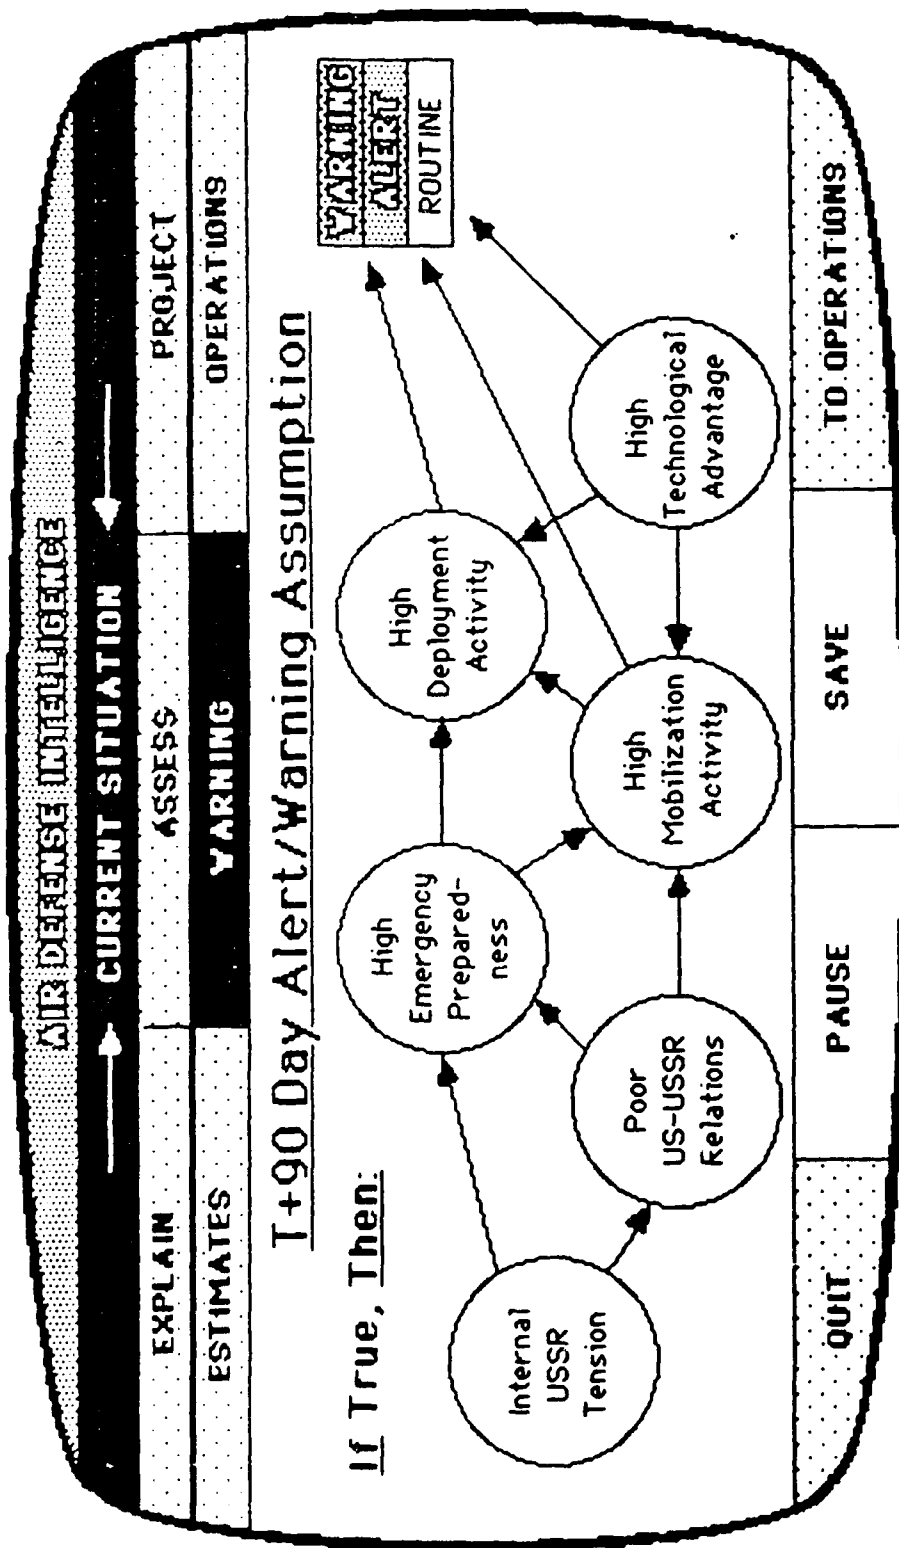 AIR DEFENSE INTELLIGENCE
CURRENT SITUATION
EXPLAIN
ASSESS
PROJECT
ESTIMATES
WARNING
OPERATIONS
T+90 Day Alert/Warning Assumption
If True, Then:
WARNING
ALERT
ROUTINE
High
Emergency
Prepared-
ness
High
Deployment
Activity
Internal
USSR
Tension
Poor
US-USSR
Relations
High
Mobilization
Activity
High
Technological
Advantage
QUIT
PAUSE
SAVE
TO OPERATIONS